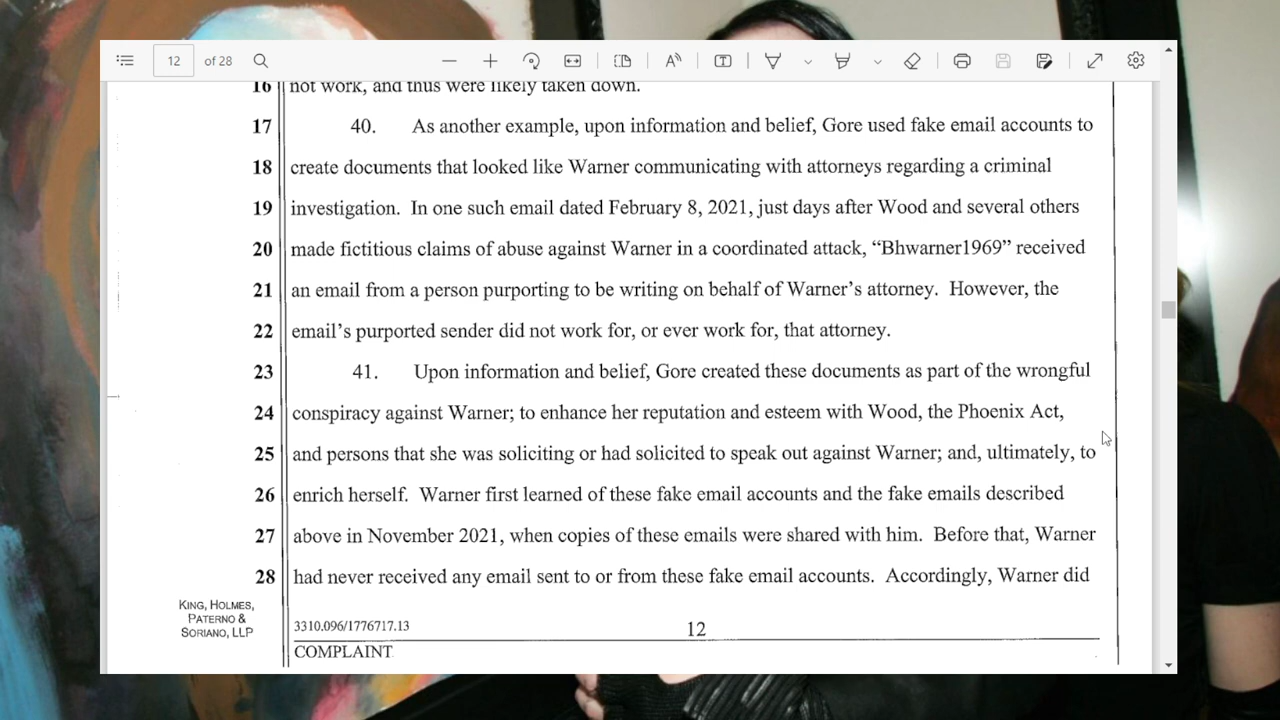 12 of 28
16 not work, and thus were likely taken down.
17 40. As another example, upon information and belief, Gore used fake email accounts to
18 create documents that looked like Warner communicating with attorneys regarding a criminal
19 investigation. In one such email dated February 8, 2021, just days after Wood and several others
20 made fictitious claims of abuse against Warner in a coordinated attack, “Bhwarner1969” received
21 an email from a person purporting to be writing on behalf of Warner’s attorney. However, the
22 email’s purported sender did not work for, or ever work for, that attorney.
23 41. Upon information and belief, Gore created these documents as part of the wrongful
24 conspiracy against Warner; to enhance her reputation and esteem with Wood, the Phoenix Act,
25 and persons that she was soliciting or had solicited to speak out against Warner; and, ultimately, to
26 enrich herself. Warner first learned of these fake email accounts and the fake emails described
27 above in November 2021, when copies of these emails were shared with him. Before that, Warner
28 had never received any email sent to or from these fake email accounts. Accordingly, Warner did
KING, HOLMES,
PATERNO &
SORIANO, LLP
3310.096/1776717.13
12
COMPLAINT